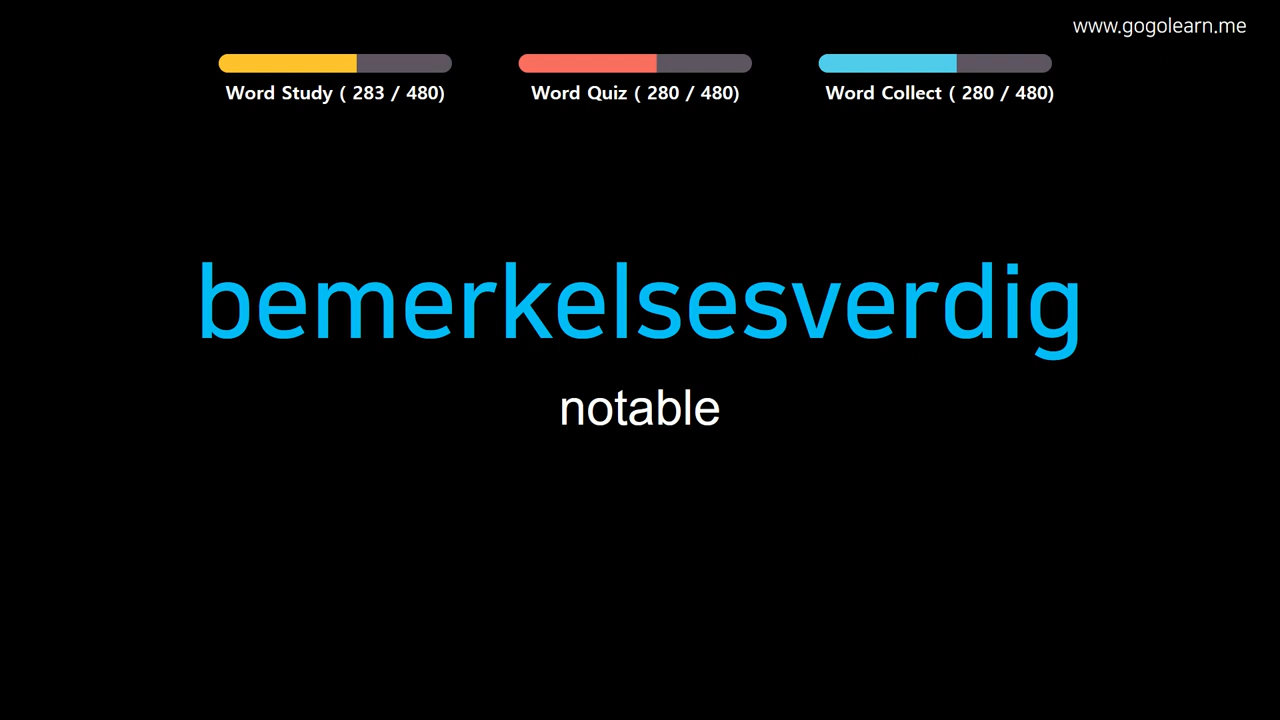 www.gogolearn.me
Word Study ( 283 / 480)
Word Quiz ( 280 / 480)
Word Collect ( 280 / 480)
bemerkelsesverdig
notable